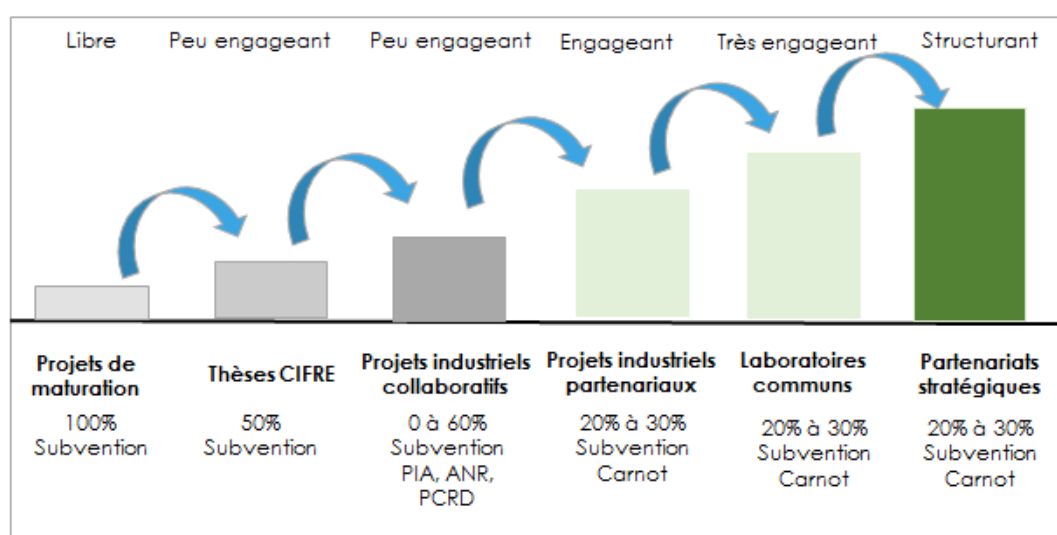 Libre
Peu engageant
Peu engageant
Engageant
Très engageant
Structurant
Projets de
maturation
100%
Subvention
Thèses CIFRE
50%
Subvention
Projets industriels
collaboratifs
0 à 60%
Subvention
PIA, ANR,
PCRD
Projets industriels
partenariaux
20% à 30%
Subvention
Carnot
Laboratoires
communs
20% à 30%
Subvention
Carnot
Partenariats
stratégiques
20% à 30%
Subvention
Carnot